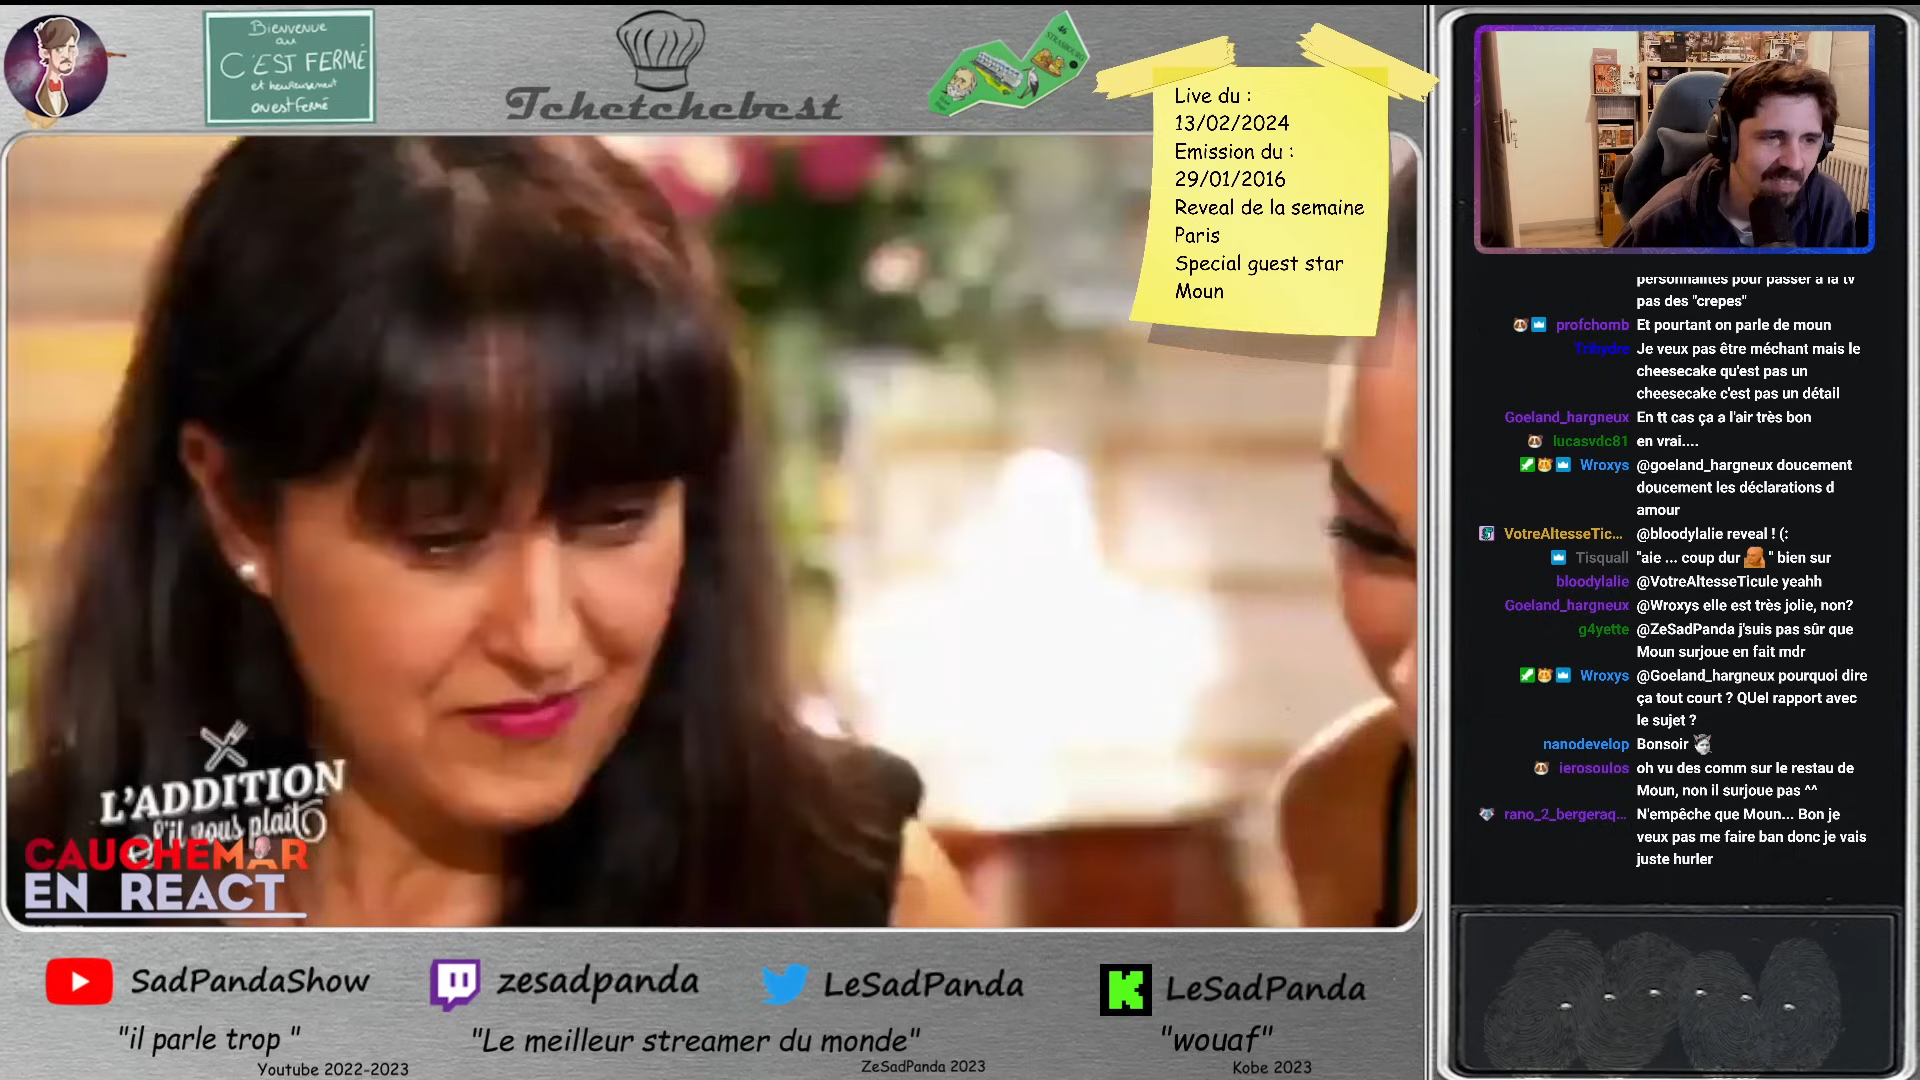 Bienvenue
au
C'EST FERMÉ
et heureusement
on est fermé
Tchetchebest
STRASBOURG
Live du :
13/02/2024
Emission du :
29/01/2016
Reveal de la semaine
Paris
Special guest star
Moun
L'ADDITION
s'il vous plaît
CAUCHEMAR
EN REACT
personnalités pour passer a la tv
pas des "crepes"
profchomb Et pourtant on parle de moun
Trihydre Je veux pas être méchant mais le
cheesecake qu'est pas un
cheesecake c'est pas un détail
Goeland_hargneux En tt cas ça a l'air très bon
lucasvdc81 en vrai....
Wroxys @goeland_hargneux doucement
doucement les déclarations d
amour
VotreAltesseTic... @bloodylalie reveal ! (:
Tisquall "aie ... coup dur " bien sur
bloodylalie @VotreAltesseTicule yeahh
Goeland_hargneux @Wroxys elle est très jolie, non?
g4yette @ZeSadPanda j'suis pas sûr que
Moun surjoue en fait mdr
Wroxys @Goeland_hargneux pourquoi dire
ça tout court ? QUel rapport avec
le sujet ?
nanodevelop Bonsoir
ierosoulos oh vu des comm sur le restau de
Moun, non il surjoue pas ^^
rano_2_bergeraq... N'empêche que Moun... Bon je
veux pas me faire ban donc je vais
juste hurler
SadPandaShow
zesadpanda
LeSadPanda
LeSadPanda
"il parle trop "
Youtube 2022-2023
"Le meilleur streamer du monde"
ZeSadPanda 2023
"wouaf"
Kobe 2023